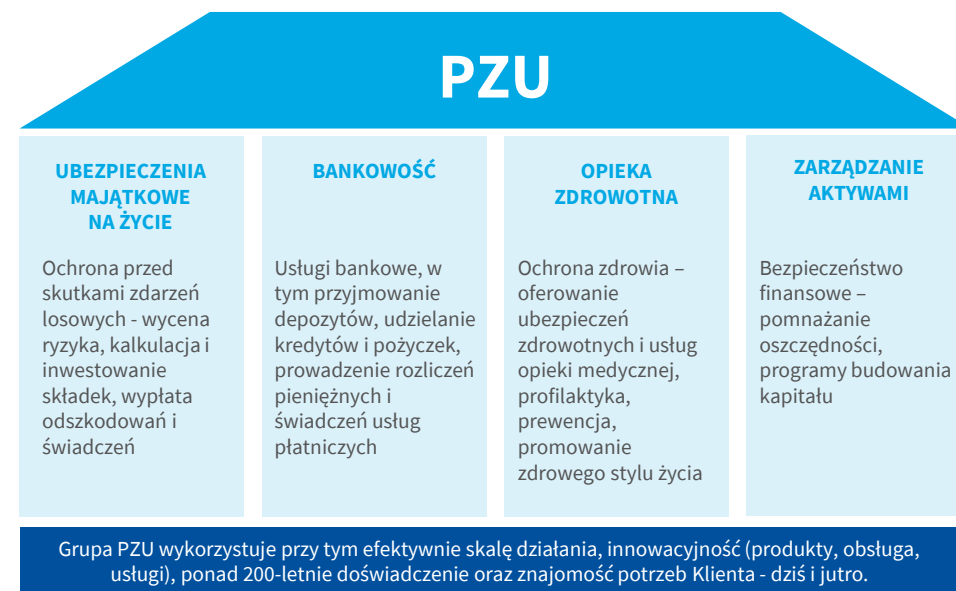 PZU
UBEZPIECZENIA
MAJĄTKOWE
NA ŻYCIE
Ochrona przed
skutkami zdarzeń
losowych - wycena
ryzyka, kalkulacja i
inwestowanie
składek, wypłata
odszkodowań i
świadczeń
BANKOWOŚĆ
Usługi bankowe, w
tym przyjmowanie
depozytów, udzielanie
kredytów i pożyczek,
prowadzenie rozliczeń
pieniężnych i
świadczeń usług
płatniczych
OPIEKA
ZDROWOTNA
Ochrona zdrowia –
oferowanie
ubezpieczeń
zdrowotnych i usług
opieki medycznej,
profilaktyka,
prewencja,
promowanie
zdrowego stylu życia
ZARZĄDZANIE
AKTYWAMI
Bezpieczeństwo
finansowe –
pomnażanie
oszczędności,
programy budowania
kapitału
Grupa PZU wykorzystuje przy tym efektywnie skalę działania, innowacyjność (produkty, obsługa,
usługi), ponad 200-letnie doświadczenie oraz znajomość potrzeb Klienta - dziś i jutro.